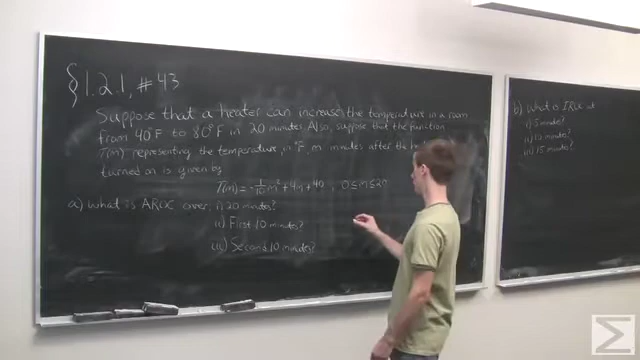 §1.2.1, #43
Suppose that a heater can increase the temperature in a room
from 40°F to 80°F in 20 minutes. Also, suppose that the function
T(m) representing the temperature, in °F, m minutes after the
turned on is given by
T(m) = -1/10 m² + 4m + 40, 0≤m≤20
a) What is AROC over: i) 20 minutes?
ii) First 10 minutes?
iii) Second 10 minutes?
b) What is IROC at
i) 5 minutes?
ii) 10 minutes?
iii) 15 minutes?
Σ